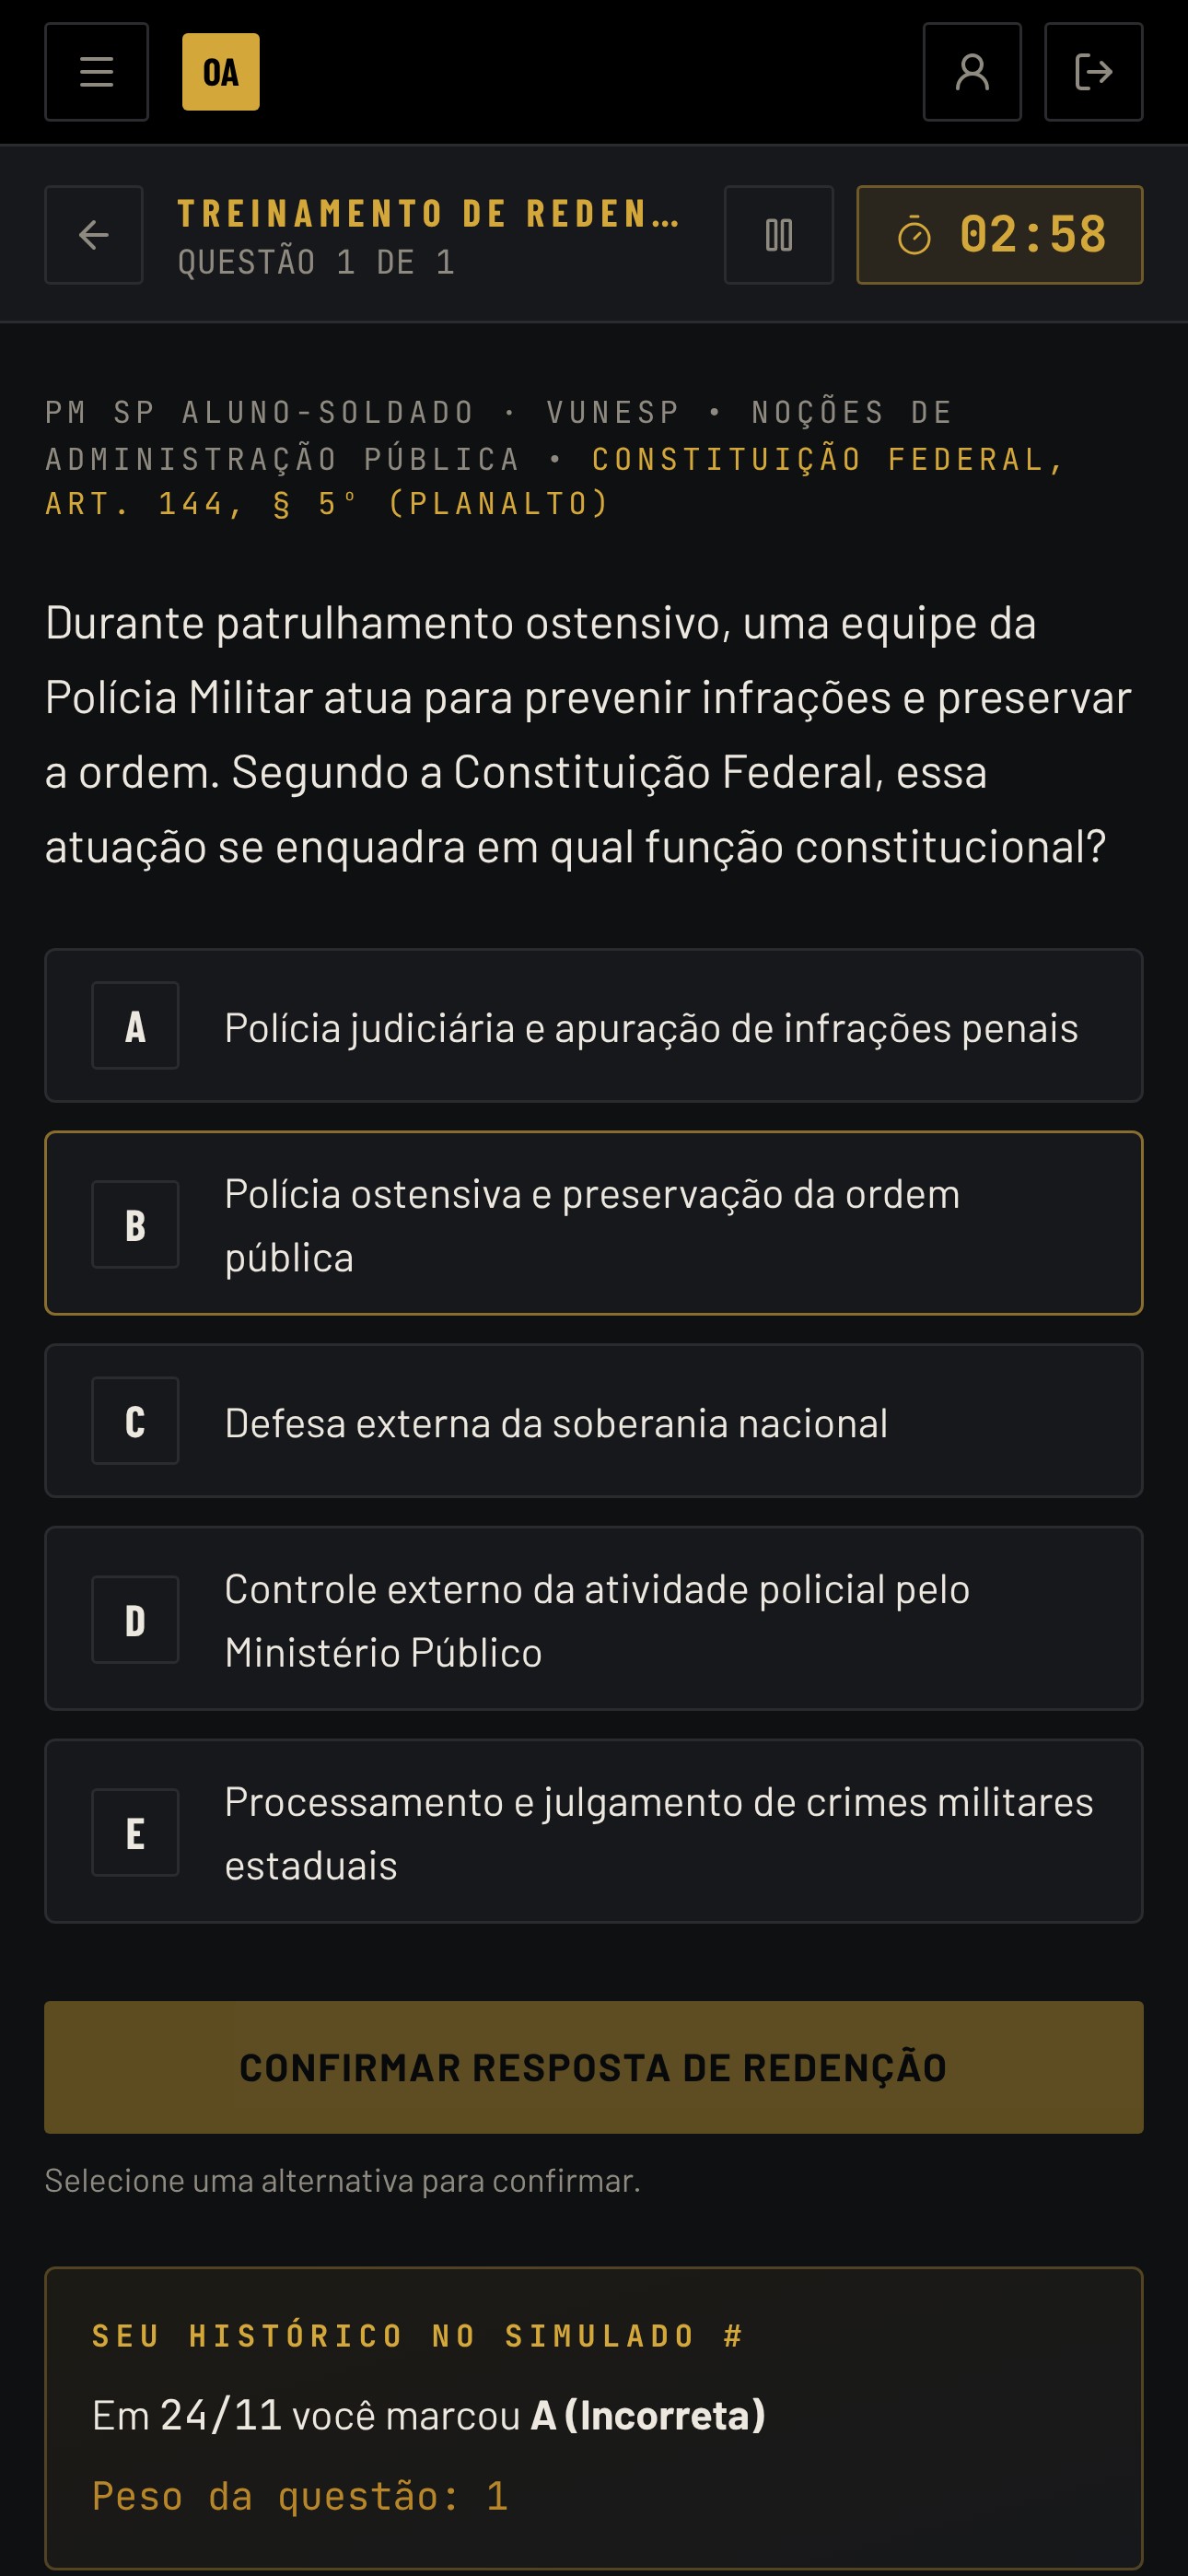 OA
TREINAMENTO DE REDEN…
QUESTÃO 1 DE 1
02:58
PM SP ALUNO-SOLDADO · VUNESP • NOÇÕES DE
ADMINISTRAÇÃO PÚBLICA • CONSTITUIÇÃO FEDERAL,
ART. 144, § 5º (PLANALTO)
Durante patrulhamento ostensivo, uma equipe da
Polícia Militar atua para prevenir infrações e preservar
a ordem. Segundo a Constituição Federal, essa
atuação se enquadra em qual função constitucional?
A Polícia judiciária e apuração de infrações penais
B Polícia ostensiva e preservação da ordem
pública
C Defesa externa da soberania nacional
D Controle externo da atividade policial pelo
Ministério Público
E Processamento e julgamento de crimes militares
estaduais
CONFIRMAR RESPOSTA DE REDENÇÃO
Selecione uma alternativa para confirmar.
SEU HISTÓRICO NO SIMULADO #
Em 24/11 você marcou A (Incorreta)
Peso da questão: 1